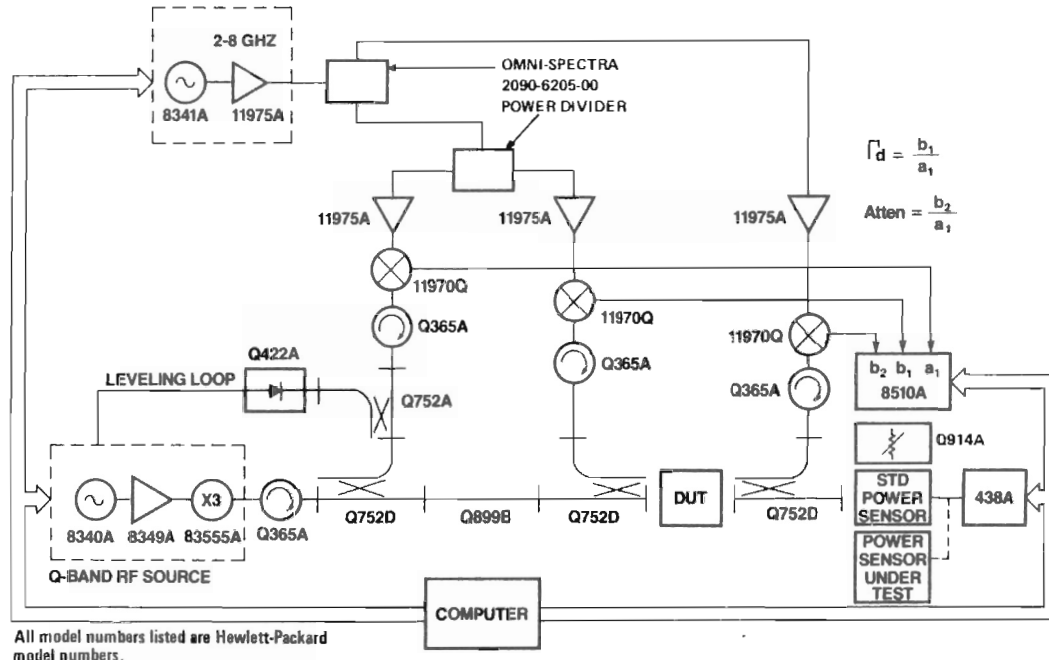 2-8 GHZ
8341A
11975A
OMNI-SPECTRA
2090-6205-00
POWER DIVIDER
Γd = b1/a1
Atten = b2/a1
11975A
11975A
11975A
11970Q
11970Q
11970Q
Q365A
Q365A
Q365A
Q422A
LEVELING LOOP
Q752A
b2 b1 a1
8510A
Q914A
STD
POWER
SENSOR
438A
POWER
SENSOR
UNDER
TEST
X3
8340A
8349A
83555A
Q365A
Q752D
Q899B
Q752D
DUT
Q752D
Q-BAND RF SOURCE
COMPUTER
All model numbers listed are Hewlett-Packard
model numbers.